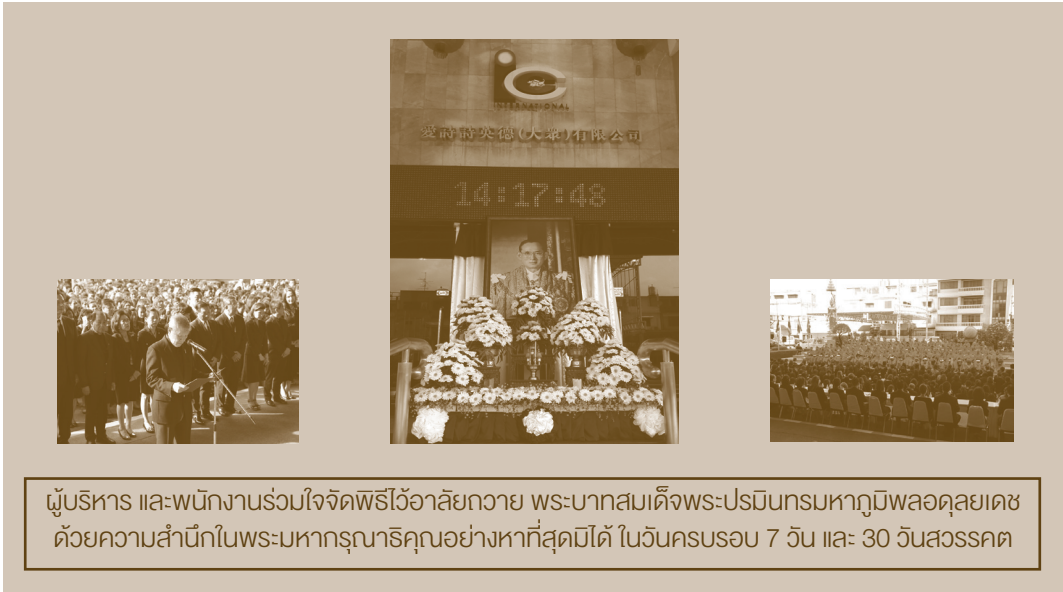 INTERNATIONAL
愛詩詩英德(大眾)有限公司
14:17:48
ผู้บริหาร และพนักงานร่วมใจจัดพิธีไว้อาลัยถวาย พระบาทสมเด็จพระปรมินทรมหาภูมิพลอดุลยเดช
ด้วยความสำนึกในพระมหากรุณาธิคุณอย่างหาที่สุดมิได้ ในวันครบรอบ 7 วัน และ 30 วันสวรรคต